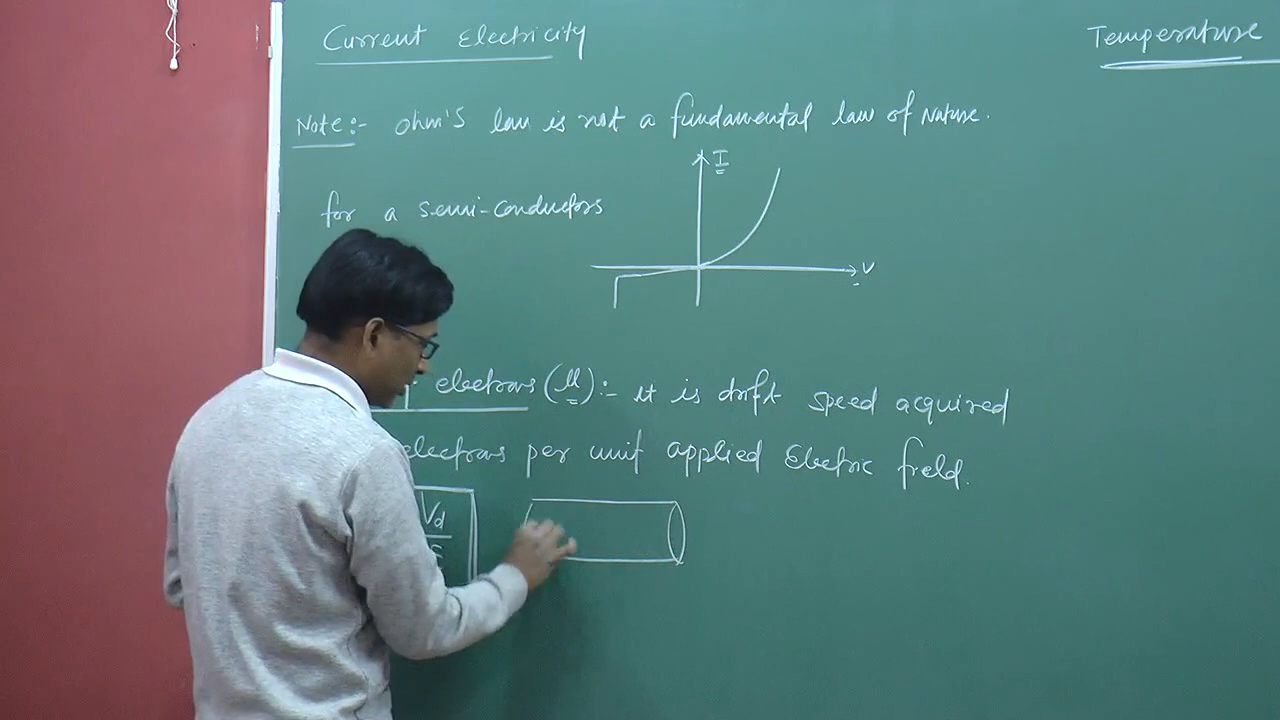 Current Electricity
Temperature
Note:- Ohm's law is not a fundamental law of Nature.
I
for a semi-conductors
V
electrons (μ):- it is drift speed acquired
electrons per unit applied Electric field.
Vd
E